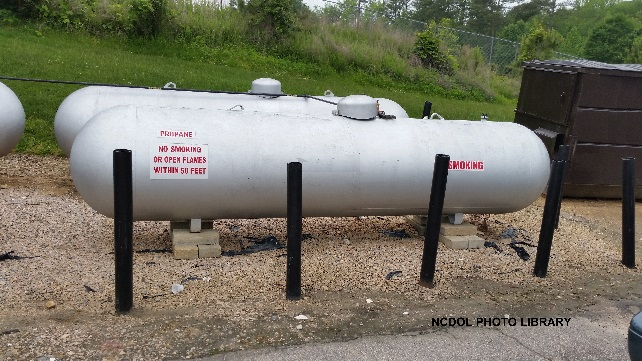 PROPANE
NO SMOKING
OR OPEN FLAMES
WITHIN 50 FEET
SMOKING
NCDOL PHOTO LIBRARY